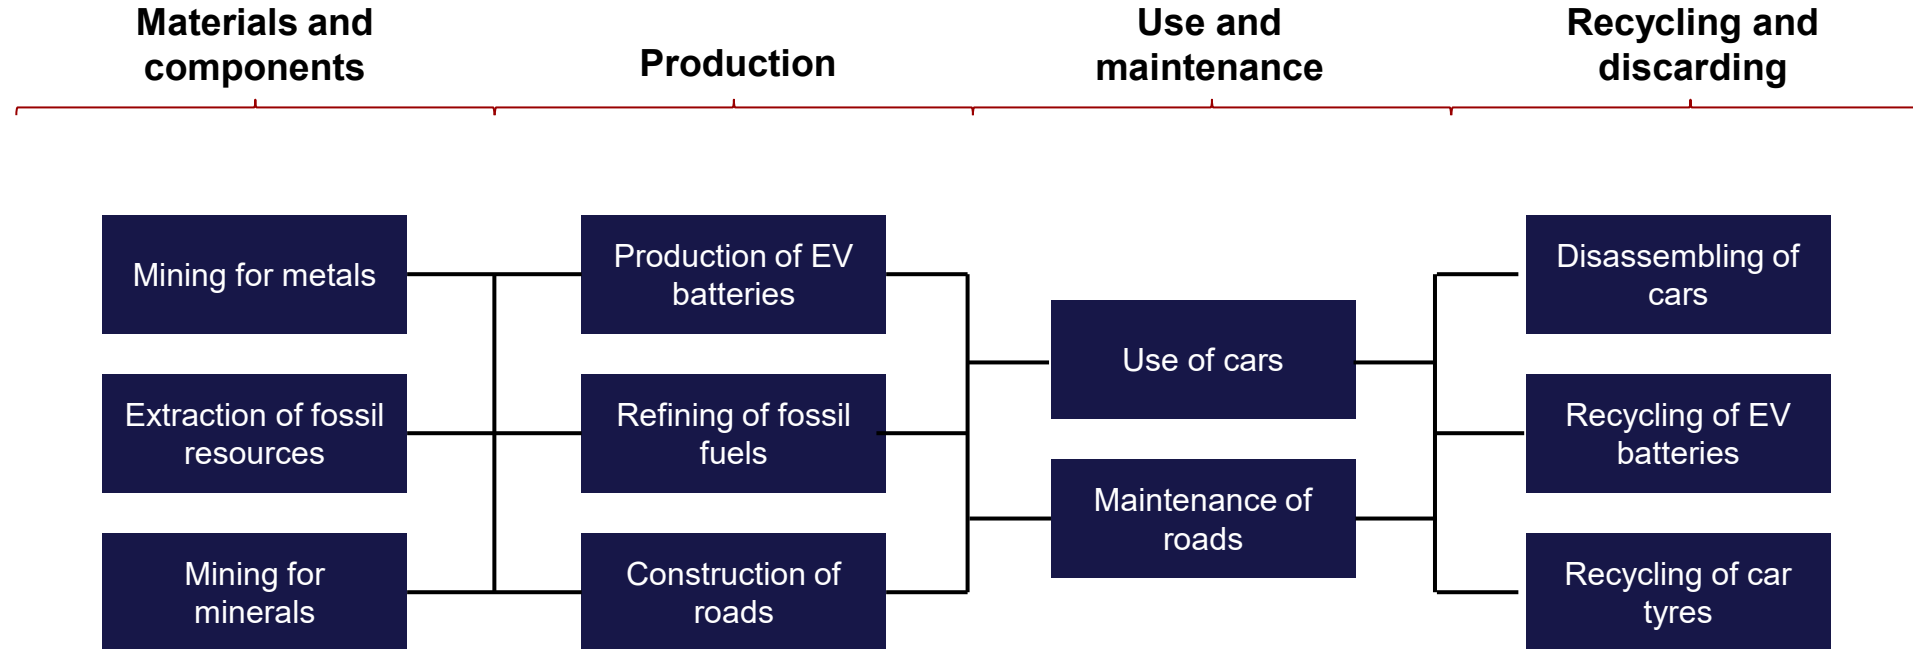 Materials and
components
Production
Use and
maintenance
Recycling and
discarding
Mining for metals
Extraction of fossil
resources
Mining for
minerals
Production of EV
batteries
Refining of fossil
fuels
Construction of
roads
Use of cars
Maintenance of
roads
Disassembling of
cars
Recycling of EV
batteries
Recycling of car
tyres